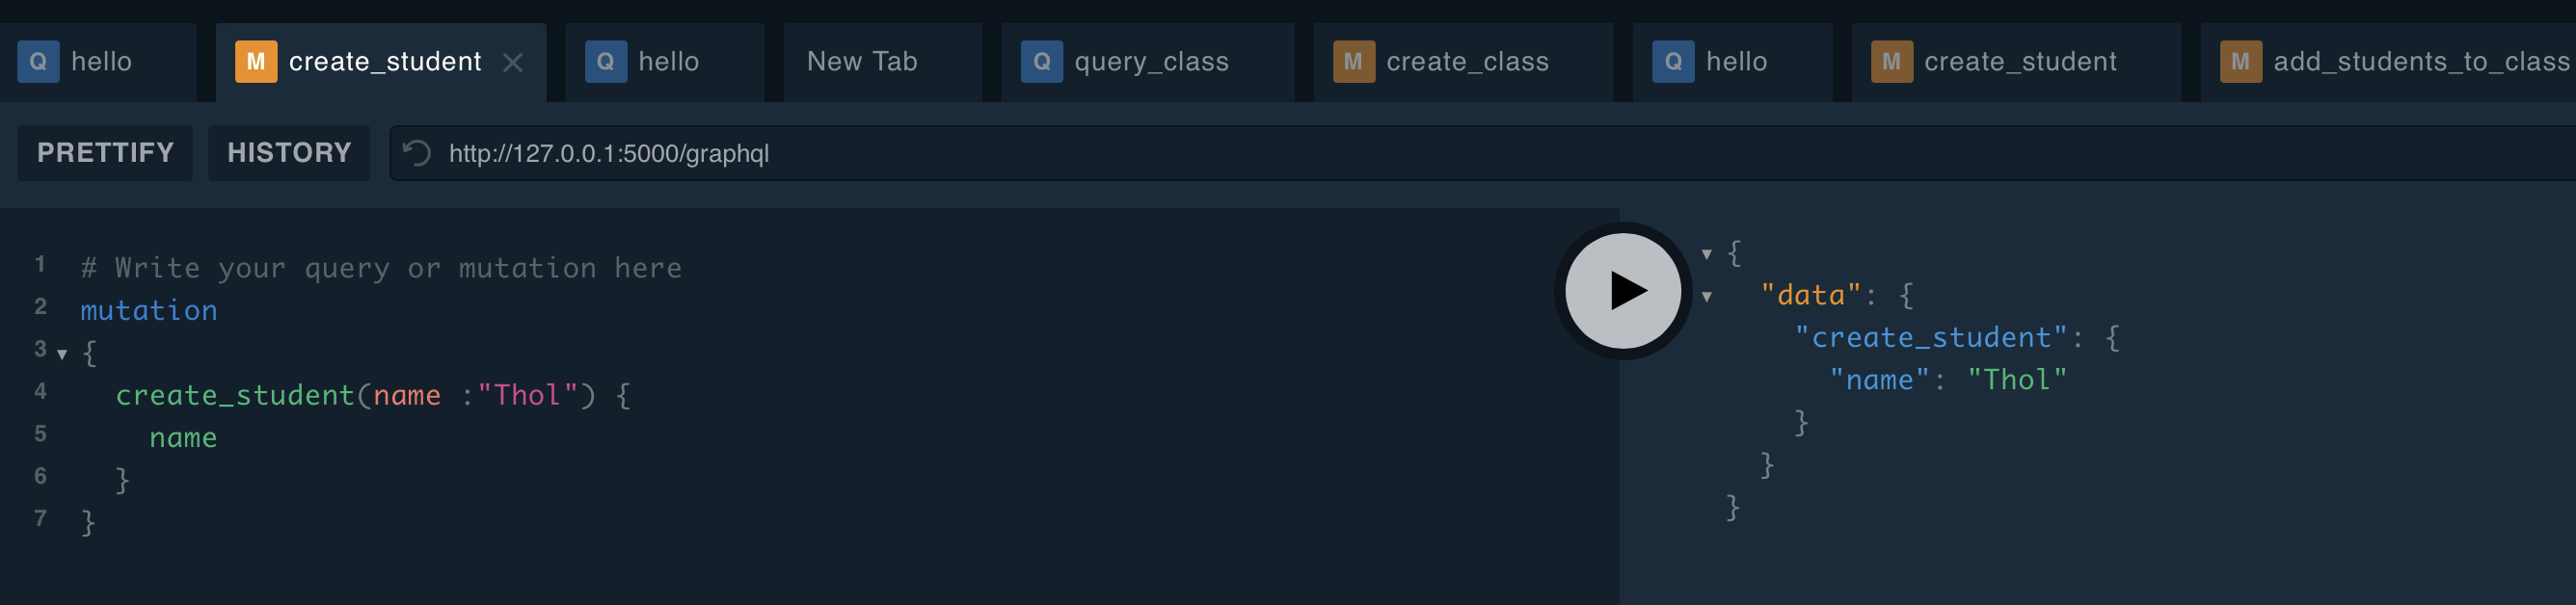 Q hello M create_student × Q hello New Tab Q query_class M create_class Q hello M create_student M add_students_to_class
PRETTIFY HISTORY http://127.0.0.1:5000/graphql
1 # Write your query or mutation here
2 mutation
3 {
4 create_student(name :"Thol") {
5 name
6 }
7 }
{
"data": {
"create_student": {
"name": "Thol"
}
}
}